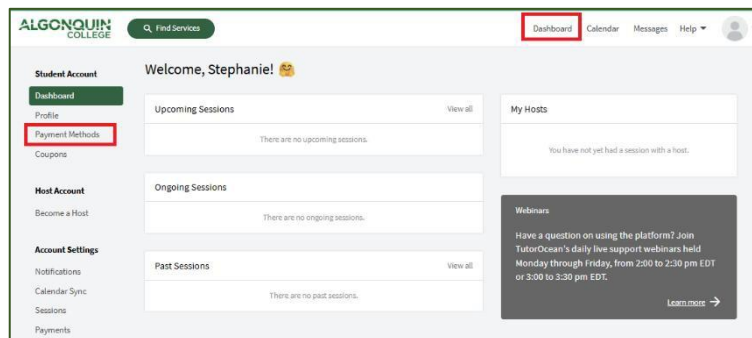 ALGONQUIN
COLLEGE
Find Services
Dashboard
Calendar
Messages
Help
Student Account
Dashboard
Profile
Payment Methods
Coupons
Host Account
Become a Host
Account Settings
Notifications
Calendar Sync
Sessions
Payments
Welcome, Stephanie!
Upcoming Sessions
View all
There are no upcoming sessions.
Ongoing Sessions
There are no ongoing sessions.
Past Sessions
View all
There are no past sessions.
My Hosts
You have not yet had a session with a host.
Webinars
Have a question on using the platform? Join
TutorOcean's daily live support webinars held
Monday through Friday, from 2:00 to 2:30 pm EDT
or 3:00 to 3:30 pm EDT.
Learn more